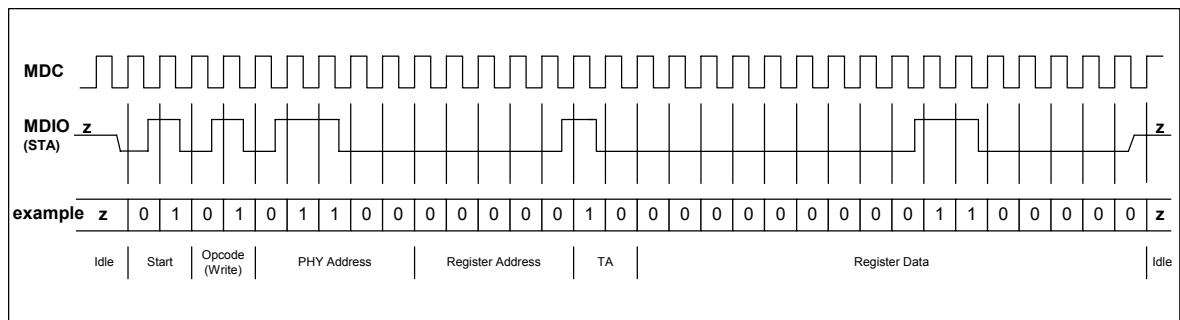 MDC
MDIO z z
(STA)
example z 0 1 0 1 0 1 1 0 0 0 0 0 0 0 1 0 0 0 0 0 0 0 0 0 0 1 1 0 0 0 0 0 z
Idle Start Opcode (Write) PHY Address Register Address TA Register Data Idle